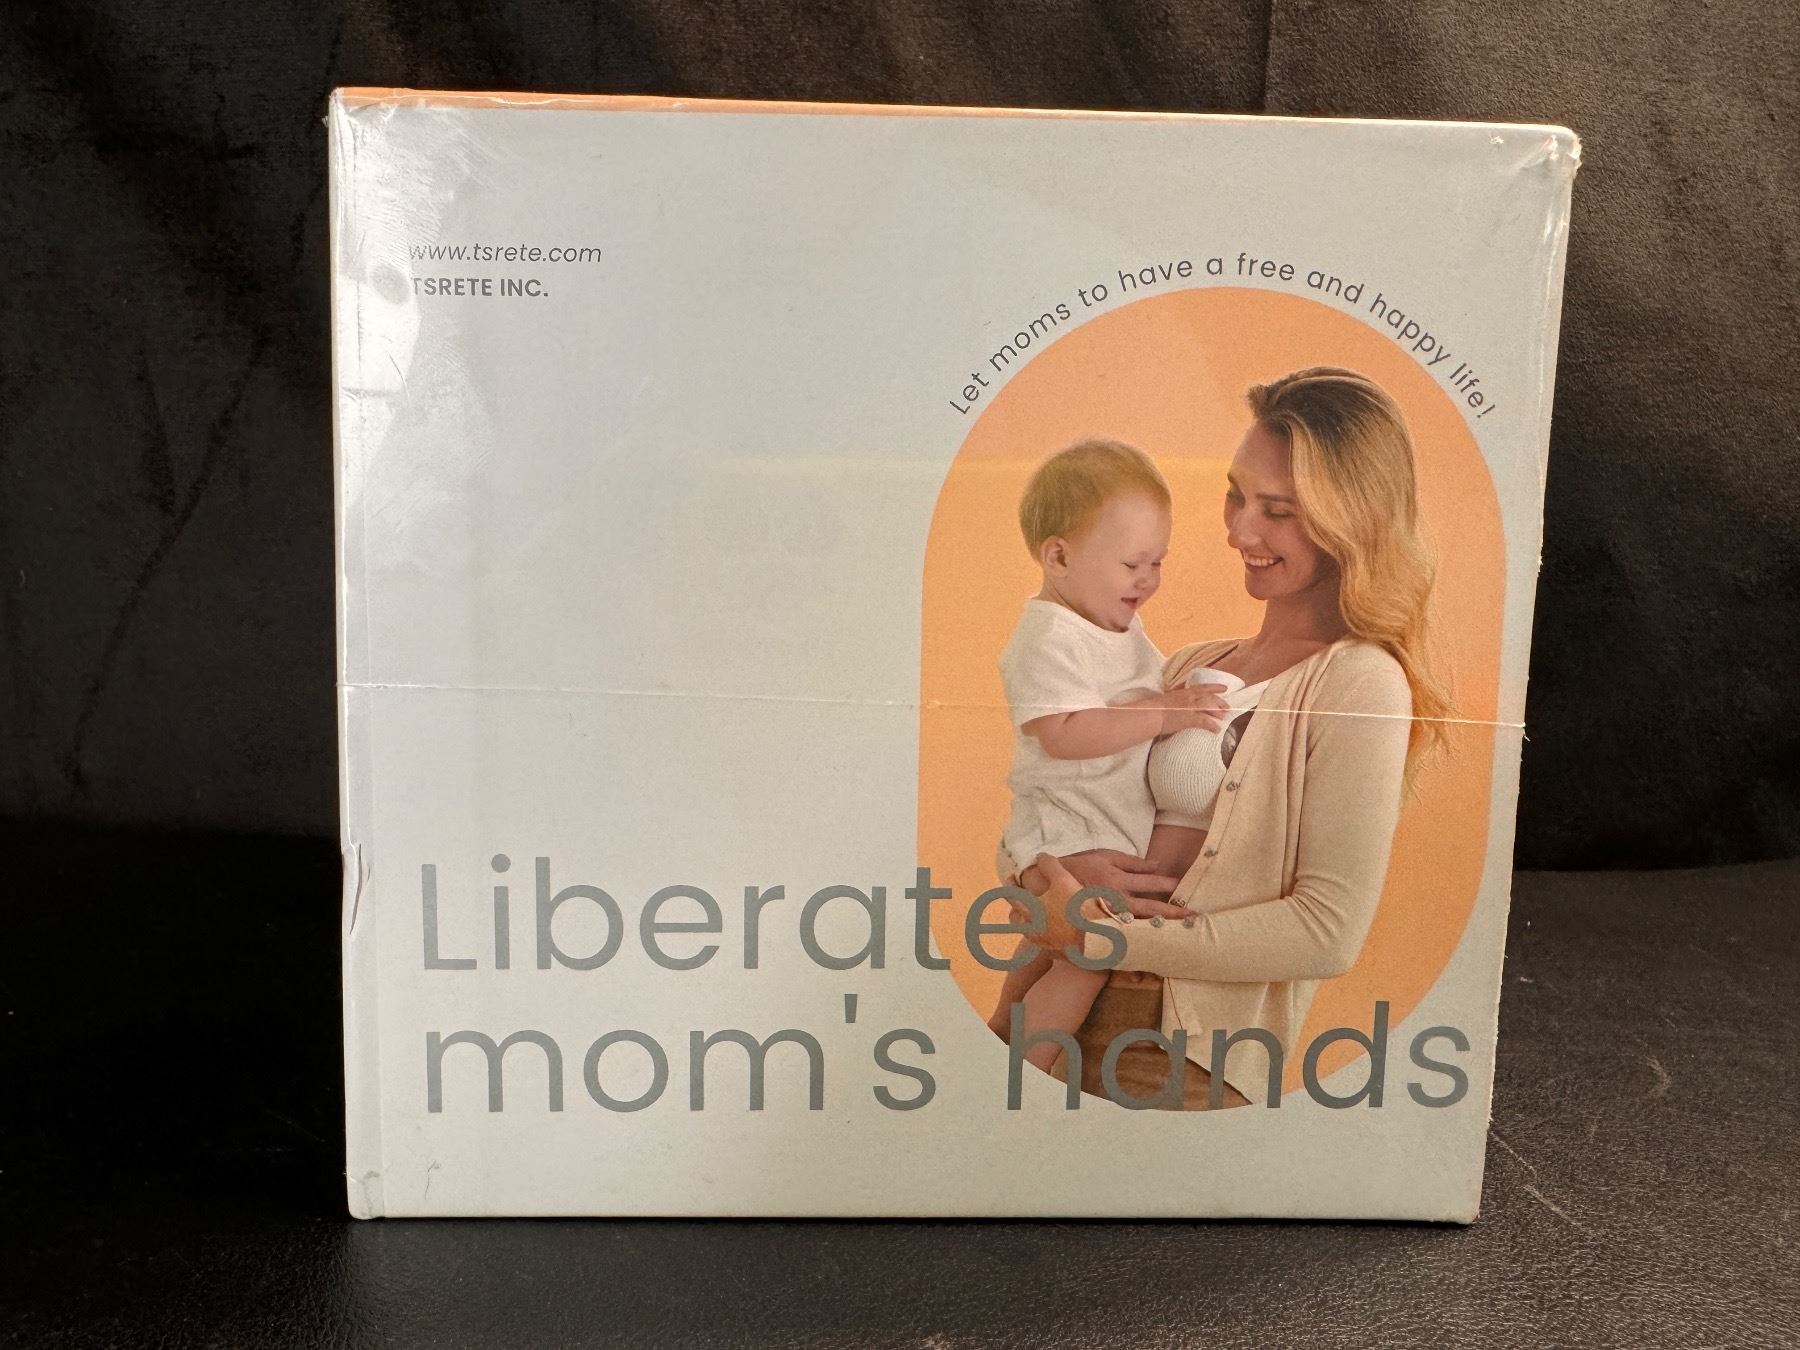 www.tsrete.com
TSRETE INC.
Let moms to have a free and happy life!
Liberates
mom's hands